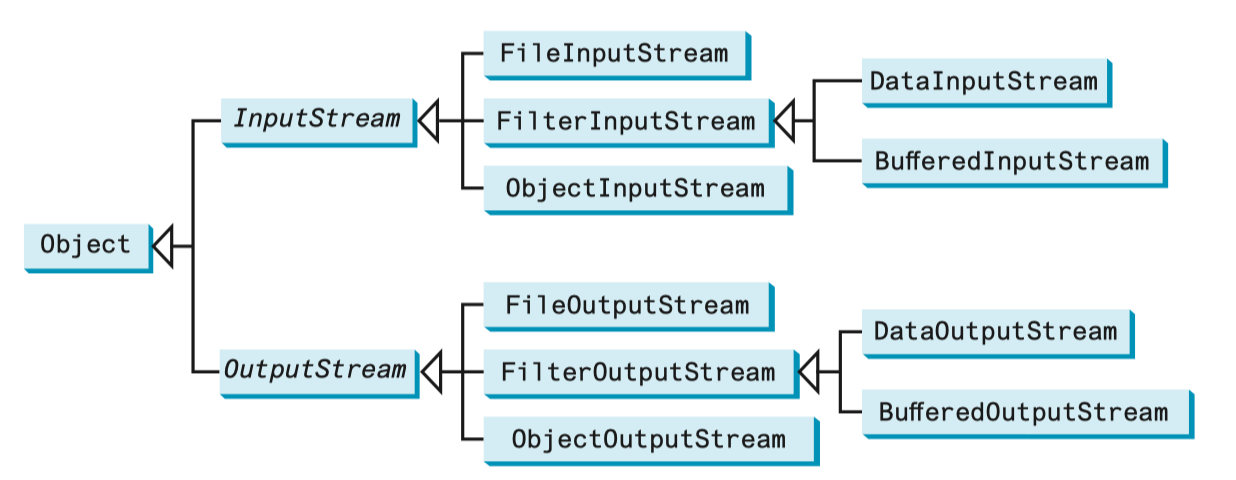 Object
InputStream
FileInputStream
FilterInputStream
ObjectInputStream
DataInputStream
BufferedInputStream
OutputStream
FileOutputStream
FilterOutputStream
ObjectOutputStream
DataOutputStream
BufferedOutputStream